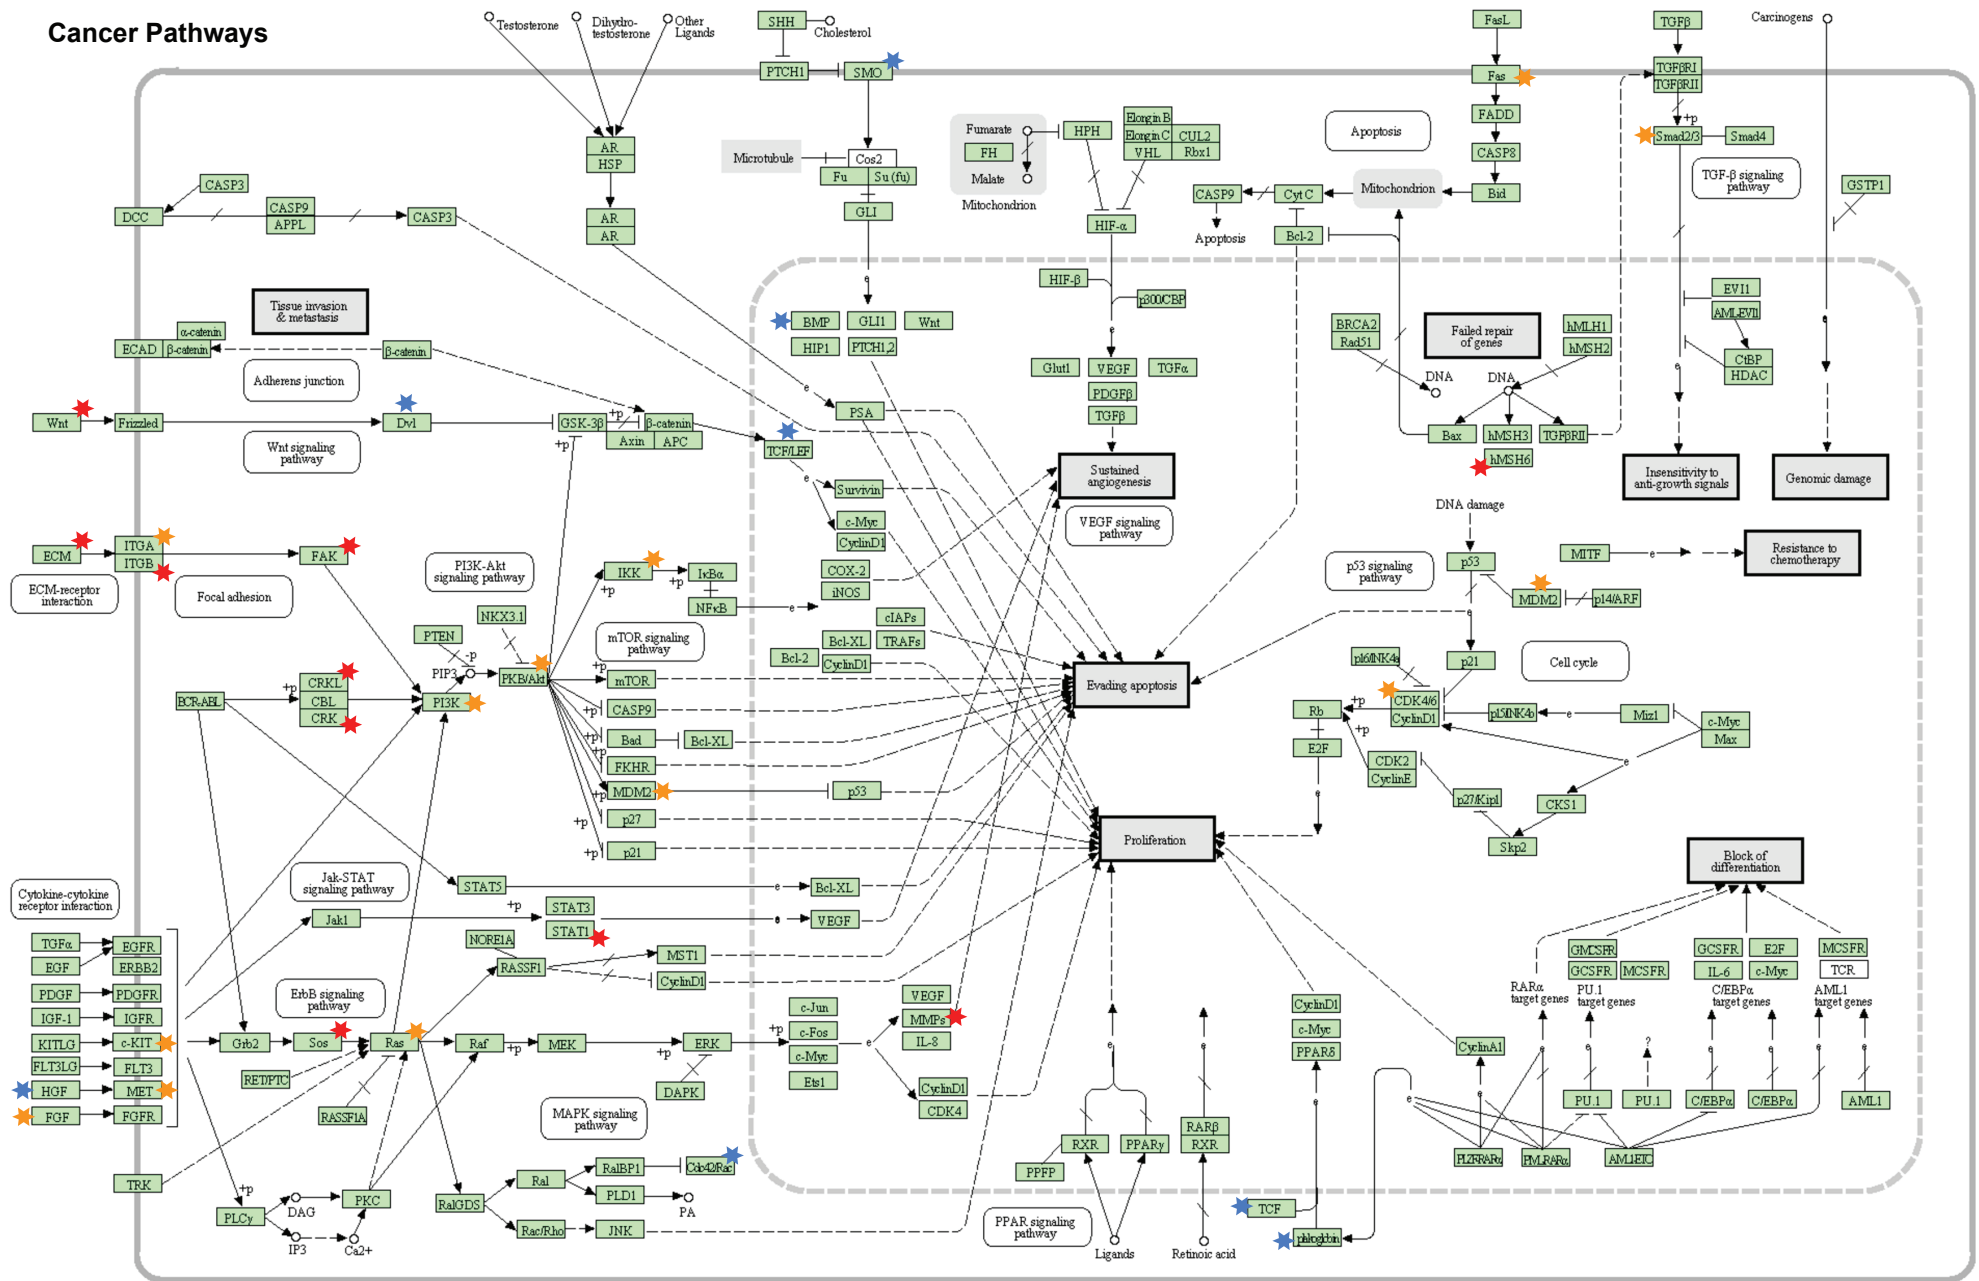 Cancer Pathways
Testosterone
Dihydro-
testosterone
Other
Ligands
SHH
Cholesterol
PTCH1
SMO
FasL
Fas
FADD
CASP8
Bid
TGFβ
TGFβRI
TGFβRII
+p
Smad2/3
Smad4
Carcinogens
GSTP1
TGF-β signaling
pathway
Apoptosis
AR
HSP
AR
AR
Microtubule
Cos2
Fu
Su (fu)
GLI
e
Fumarate
FH
Malate
Mitochondrion
HPH
Elongin B
Elongin C
CUL2
VHL
Rbx1
HIF-α
CASP9
Cyt C
Mitochondrion
Apoptosis
Bcl-2
CASP3
DCC
CASP9
APPL
CASP3
Tissue invasion
& metastasis
α-catenin
ECAD
β-catenin
β-catenin
Adherens junction
Wnt
Frizzled
Dvl
GSK-3β
+p
β-catenin
Axin
APC
+p
Wnt signaling
pathway
BMP
GLI1
Wnt
HIP1
PTCH1,2
e
PSA
TCF/LEF
e
Survivin
c-Myc
CyclinD1
HIF-β
p300/CBP
e
Glut1
VEGF
TGFα
PDGFβ
TGFβ
Sustained
angiogenesis
VEGF signaling
pathway
BRCA2
Rad51
Failed repair
of genes
hMLH1
hMSH2
DNA
DNA
Bax
hMSH3
TGFβRII
hMSH6
e
EVI1
AML-EVI1
CtBP
HDAC
e
e
Insensitivity to
anti-growth signals
Genomic damage
ECM
ITGA
ITGB
FAK
ECM-receptor
interaction
Focal adhesion
PI3K-Akt
signaling pathway
IKK
+p
IκBα
+p
NFκB
e
COX-2
iNOS
NKX3.1
PTEN
-p
PIP3
PKB/Akt
mTOR signaling
pathway
cIAPs
Bcl-XL
TRAFs
Bcl-2
CyclinD1
DNA damage
p53
MITF
e
Resistance to
chemotherapy
p53 signaling
pathway
MDM2
p14/ARF
e
p21
Cell cycle
BCR-ABL
+p
CRKL
CBL
CRK
PI3K
+p
mTOR
+p
CASP9
+p
Bad
Bcl-XL
+p
FKHR
+p
MDM2
p53
+p
p27
+p
p21
Evading apoptosis
Proliferation
p16/INK4a
CDK4/6
CyclinD1
+p
Rb
+p
E2F
e
p15/INK4b
e
Miz1
c-Myc
Max
e
CDK2
CyclinE
p27/Kip1
CKS1
Skp2
Block of
differentiation
Cytokine-cytokine
receptor interaction
Jak-STAT
signaling pathway
STAT5
e
Bcl-XL
Jak1
+p
STAT3
STAT1
e
VEGF
TGFα
EGFR
EGF
ERBB2
PDGF
PDGFR
IGF-1
IGFR
KITLG
c-KIT
FLT3LG
FLT3
HGF
MET
FGF
FGFR
TRK
NORE1A
RASSF1
MST1
CyclinD1
ErbB signaling
pathway
Grb2
Sos
Ras
Raf
+p
MEK
+p
ERK
+p
RET/PTC
RASSF1A
DAPK
MAPK signaling
pathway
c-Jun
c-Fos
c-Myc
Ets1
e
VEGF
MMPs
IL-8
CyclinD1
CDK4
+p
PLCγ
DAG
IP3
Ca2+
PKC
RalGDS
Ral
RalBP1
Cdc42/Rac
PLD1
PA
Rac/Rho
JNK
e
RXR
PPARγ
PPFP
PPAR signaling
pathway
Ligands
e
RARβ
RXR
Retinoic acid
CyclinD1
c-Myc
PPARδ
e
TCF
CyclinA1
e
e
GMCSFR
GCSFR
MCSFR
GCSFR
E2F
IL-6
c-Myc
MCSFR
TCR
RARα
target genes
PU.1
target genes
C/EBPα
target genes
AML1
target genes
e
e
?
e
e
e
e
PU.1
PU.1
C/EBPα
C/EBPα
AML1
PLZF-RARα
PML-RARα
AML1-ETO